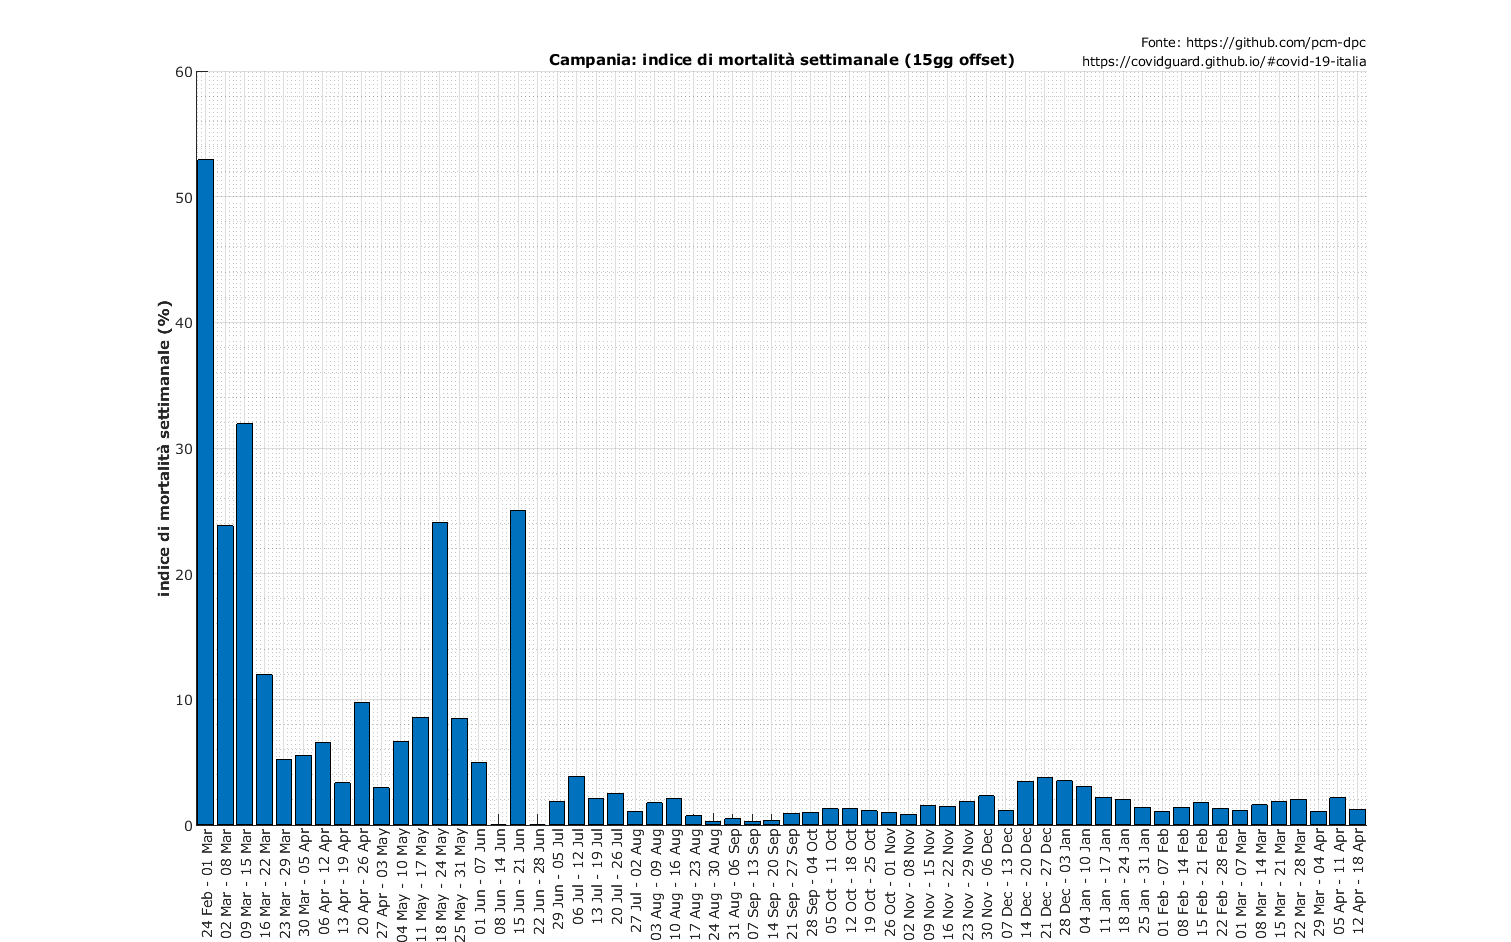 Fonte: https://github.com/pcm-dpc
Campania: indice di mortalità settimanale (15gg offset)
https://covidguard.github.io/#covid-19-italia
indice di mortalità settimanale (%)
60
50
40
30
20
10
0
24 Feb - 01 Mar
02 Mar - 08 Mar
09 Mar - 15 Mar
16 Mar - 22 Mar
23 Mar - 29 Mar
30 Mar - 05 Apr
06 Apr - 12 Apr
13 Apr - 19 Apr
20 Apr - 26 Apr
27 Apr - 03 May
04 May - 10 May
11 May - 17 May
18 May - 24 May
25 May - 31 May
01 Jun - 07 Jun
08 Jun - 14 Jun
15 Jun - 21 Jun
22 Jun - 28 Jun
29 Jun - 05 Jul
06 Jul - 12 Jul
13 Jul - 19 Jul
20 Jul - 26 Jul
27 Jul - 02 Aug
03 Aug - 09 Aug
10 Aug - 16 Aug
17 Aug - 23 Aug
24 Aug - 30 Aug
31 Aug - 06 Sep
07 Sep - 13 Sep
14 Sep - 20 Sep
21 Sep - 27 Sep
28 Sep - 04 Oct
05 Oct - 11 Oct
12 Oct - 18 Oct
19 Oct - 25 Oct
26 Oct - 01 Nov
02 Nov - 08 Nov
09 Nov - 15 Nov
16 Nov - 22 Nov
23 Nov - 29 Nov
30 Nov - 06 Dec
07 Dec - 13 Dec
14 Dec - 20 Dec
21 Dec - 27 Dec
28 Dec - 03 Jan
04 Jan - 10 Jan
11 Jan - 17 Jan
18 Jan - 24 Jan
25 Jan - 31 Jan
01 Feb - 07 Feb
08 Feb - 14 Feb
15 Feb - 21 Feb
22 Feb - 28 Feb
01 Mar - 07 Mar
08 Mar - 14 Mar
15 Mar - 21 Mar
22 Mar - 28 Mar
29 Mar - 04 Apr
05 Apr - 11 Apr
12 Apr - 18 Apr